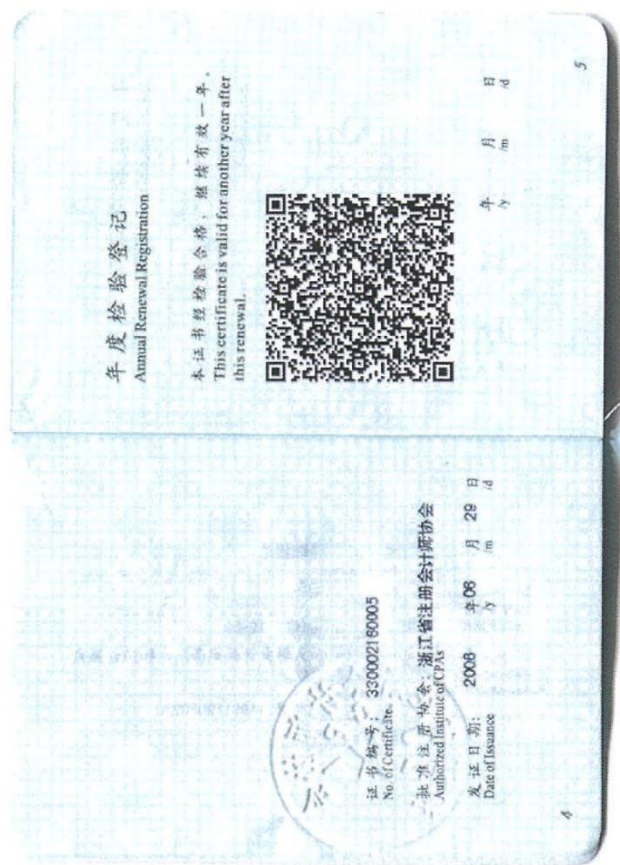 年度检验登记
Annual Renewal Registration
本证书经检验合格，继续有效一年。
This certificate is valid for another year after
this renewal.
年 月 日
/y /m /d
5
证书编号： 330002160005
No. of Certificate
批准注册协会： 浙江省注册会计师协会
Authorized Institute of CPAs
发证日期： 2006 年 06 月 29 日
Date of Issuance /y /m /d
4